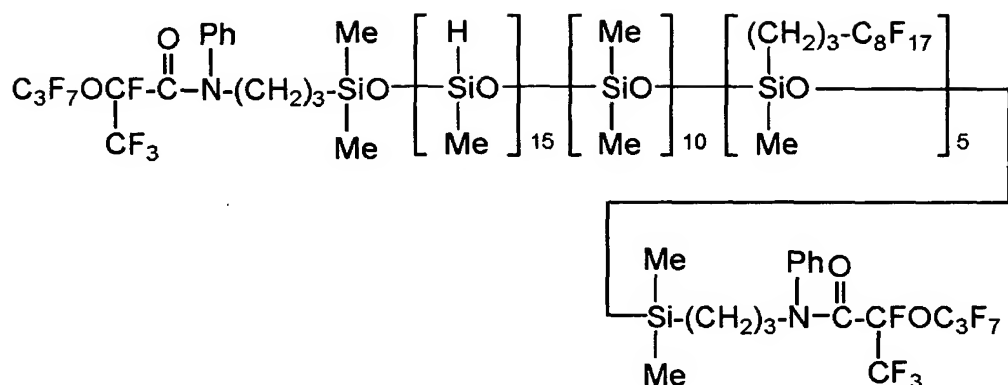 O Ph Me H Me (CH₂)₃-C₈F₁₇
C₃F₇OCF-C-N-(CH₂)₃-SiO SiO SiO SiO
CF₃ Me Me 15 Me 10 Me 5
Me Ph O
Si-(CH₂)₃-N-C-CFOC₃F₇
Me CF₃